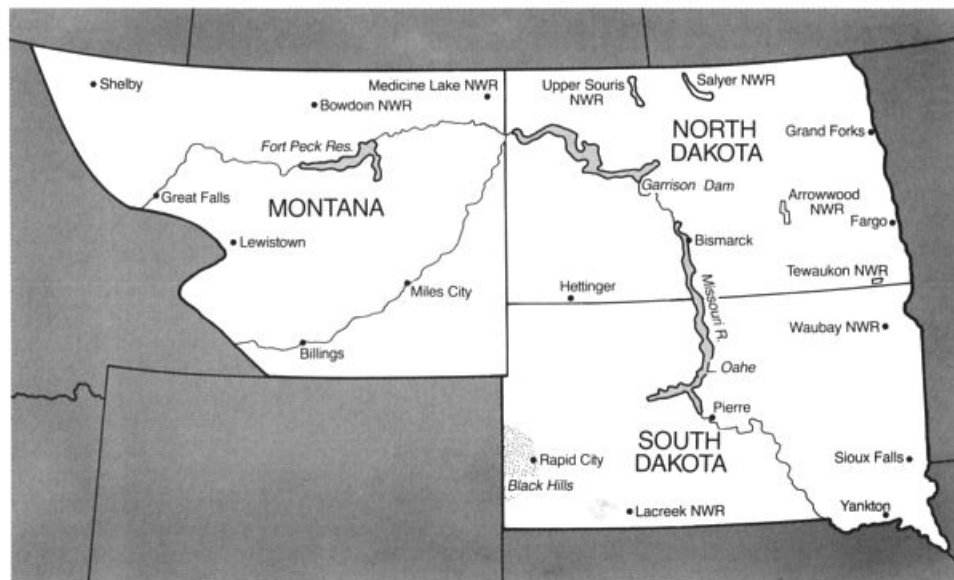 Shelby
Medicine Lake NWR
Bowdoin NWR
Upper Souris
NWR
Salyer NWR
Fort Peck Res.
NORTH
DAKOTA
Grand Forks
Great Falls
MONTANA
Garrison Dam
Arrowwood
NWR
Fargo
Lewistown
Bismarck
Tewaukon NWR
Miles City
Hettinger
Missouri R.
Waubay NWR
Billings
L. Oahe
Pierre
SOUTH
DAKOTA
Rapid City
Sioux Falls
Black Hills
Lacreek NWR
Yankton